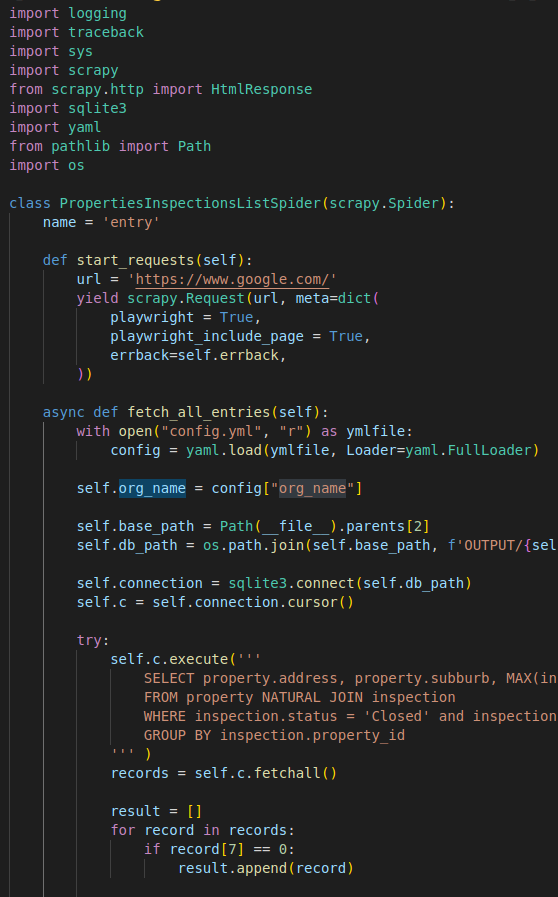 import logging
import traceback
import sys
import scrapy
from scrapy.http import HtmlResponse
import sqlite3
import yaml
from pathlib import Path
import os

class PropertiesInspectionsListSpider(scrapy.Spider):
    name = 'entry'

    def start_requests(self):
        url = 'https://www.google.com/'
        yield scrapy.Request(url, meta=dict(
            playwright = True,
            playwright_include_page = True,
            errback=self.errback,
        ))

    async def fetch_all_entries(self):
        with open("config.yml", "r") as ymlfile:
            config = yaml.load(ymlfile, Loader=yaml.FullLoader)

        self.org_name = config["org_name"]

        self.base_path = Path(__file__).parents[2]
        self.db_path = os.path.join(self.base_path, f'OUTPUT/{sel

        self.connection = sqlite3.connect(self.db_path)
        self.c = self.connection.cursor()

        try:
            self.c.execute('''
                SELECT property.address, property.subburb, MAX(in
                FROM property NATURAL JOIN inspection
                WHERE inspection.status = 'Closed' and inspection
                GROUP BY inspection.property_id
            ''' )
            records = self.c.fetchall()

            result = []
            for record in records:
                if record[7] == 0:
                    result.append(record)